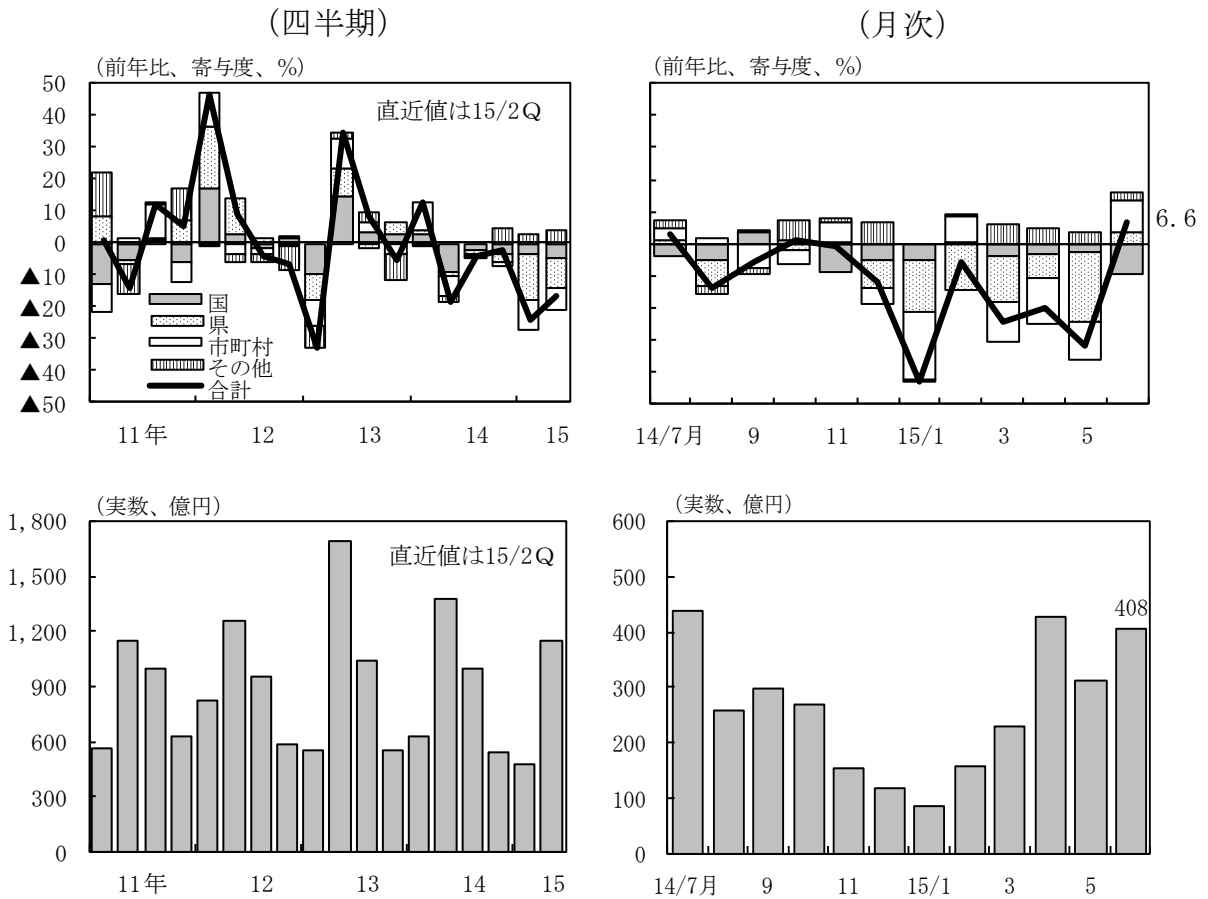 (四半期)
(前年比、寄与度、%)
50
40
30
20
10
0
▲10
▲20
▲30
▲40
▲50
直近値は15/2Q
国
県
市町村
その他
合計
11年 12 13 14 15
(月次)
(前年比、寄与度、%)
6.6
14/7月 9 11 15/1 3 5
(実数、億円)
1,800
1,500
1,200
900
600
300
0
直近値は15/2Q
11年 12 13 14 15
(実数、億円)
600
500
400
300
200
100
0
408
14/7月 9 11 15/1 3 5